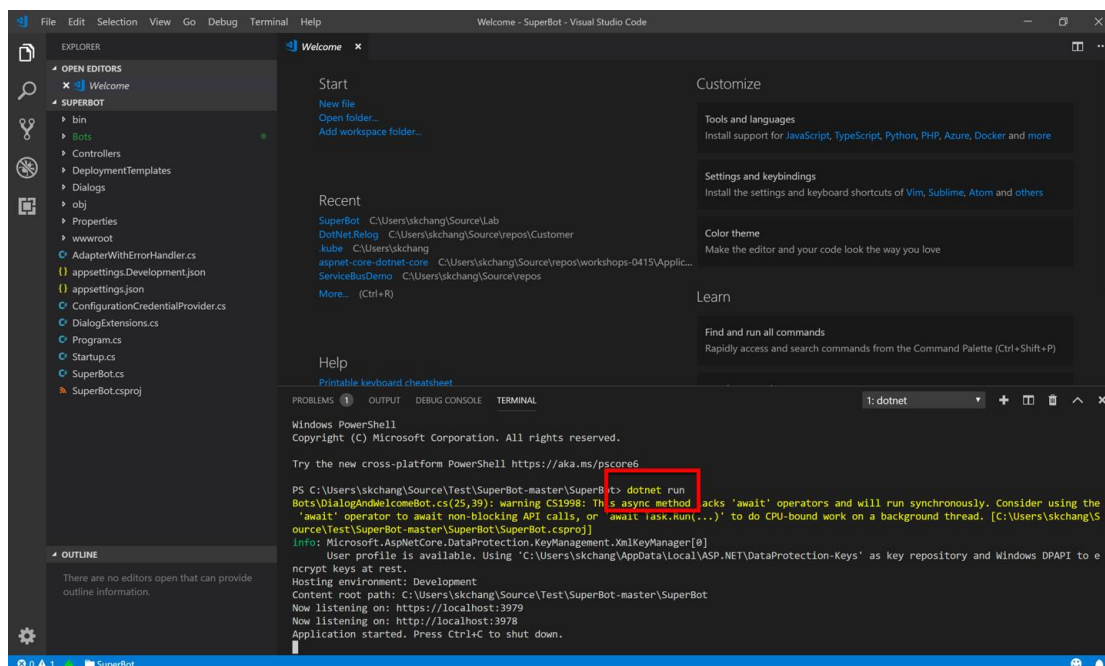 File Edit Selection View Go Debug Terminal Help Welcome - SuperBot - Visual Studio Code
EXPLORER
OPEN EDITORS
Welcome
SUPERBOT
bin
Bots
Controllers
DeploymentTemplates
Dialogs
obj
Properties
wwwroot
AdapterWithErrorHandler.cs
{} appsettings.Development.json
{} appsettings.json
ConfigurationCredentialProvider.cs
DialogExtensions.cs
Program.cs
Startup.cs
SuperBot.cs
SuperBot.csproj
OUTLINE
There are no editors open that can provide
outline information.
Welcome
Start
New file
Open folder...
Add workspace folder...
Recent
SuperBot C:\Users\skchang\Source\Lab
DotNet.Relog C:\Users\skchang\Source\repos\Customer
.kube C:\Users\skchang
aspnet-core-dotnet-core C:\Users\skchang\Source\repos\workshops-0415\Applic...
ServiceBusDemo C:\Users\skchang\Source\repos
More... (Ctrl+R)
Help
Printable keyboard cheatsheet
Customize
Tools and languages
Install support for JavaScript, TypeScript, Python, PHP, Azure, Docker and more
Settings and keybindings
Install the settings and keyboard shortcuts of Vim, Sublime, Atom and others
Color theme
Make the editor and your code look the way you love
Learn
Find and run all commands
Rapidly access and search commands from the Command Palette (Ctrl+Shift+P)
PROBLEMS 1 OUTPUT DEBUG CONSOLE TERMINAL 1: dotnet
Windows PowerShell
Copyright (C) Microsoft Corporation. All rights reserved.
Try the new cross-platform PowerShell https://aka.ms/pscore6
PS C:\Users\skchang\Source\Test\SuperBot-master\SuperBot> dotnet run
Bots\DialogAndWelcomeBot.cs(25,39): warning CS1998: This async method lacks 'await' operators and will run synchronously. Consider using the
'await' operator to await non-blocking API calls, or 'await Task.Run(...)' to do CPU-bound work on a background thread. [C:\Users\skchang\S
ource\Test\SuperBot-master\SuperBot\SuperBot.csproj]
info: Microsoft.AspNetCore.DataProtection.KeyManagement.XmlKeyManager[0]
User profile is available. Using 'C:\Users\skchang\AppData\Local\ASP.NET\DataProtection-Keys' as key repository and Windows DPAPI to e
ncrypt keys at rest.
Hosting environment: Development
Content root path: C:\Users\skchang\Source\Test\SuperBot-master\SuperBot
Now listening on: https://localhost:3979
Now listening on: http://localhost:3978
Application started. Press Ctrl+C to shut down.
0 1 SuperBot